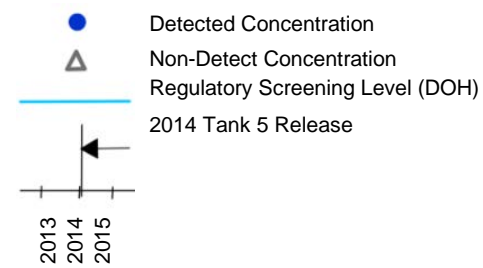 Detected Concentration
Non-Detect Concentration
Regulatory Screening Level (DOH)
2014 Tank 5 Release
2013
2014
2015